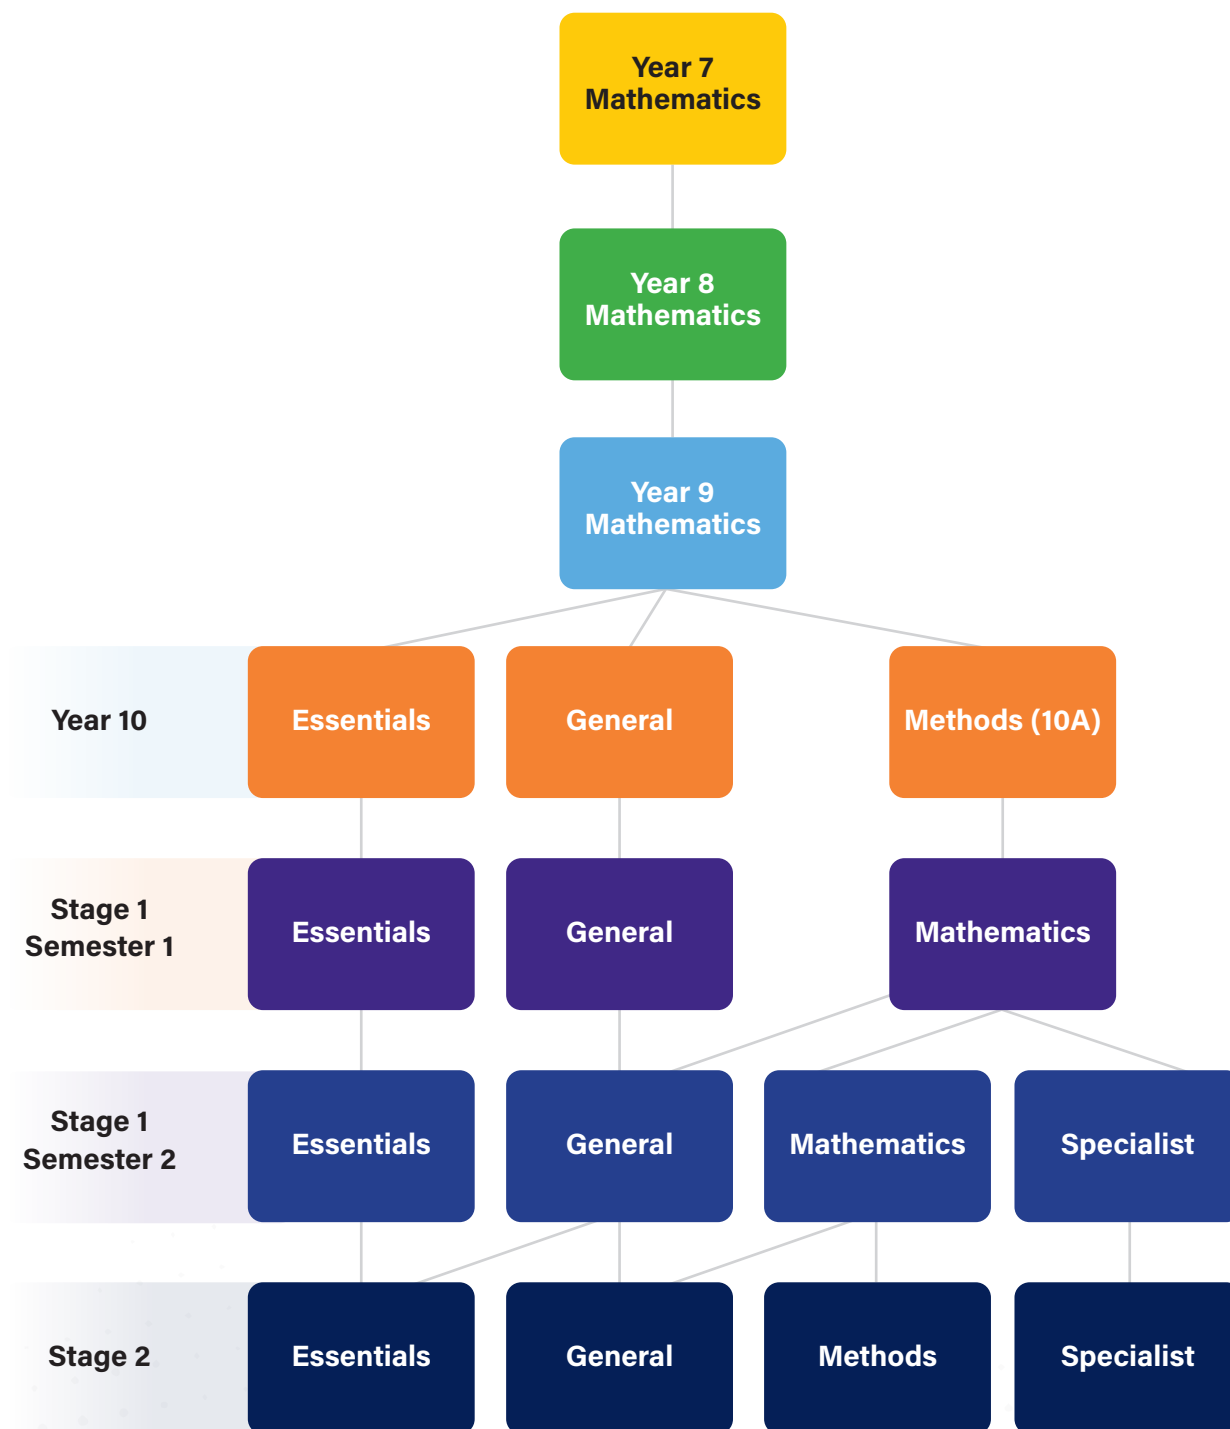 Year 7
Mathematics
Year 8
Mathematics
Year 9
Mathematics
Year 10
Essentials
General
Methods (10A)
Stage 1
Semester 1
Essentials
General
Mathematics
Stage 1
Semester 2
Essentials
General
Mathematics
Specialist
Stage 2
Essentials
General
Methods
Specialist